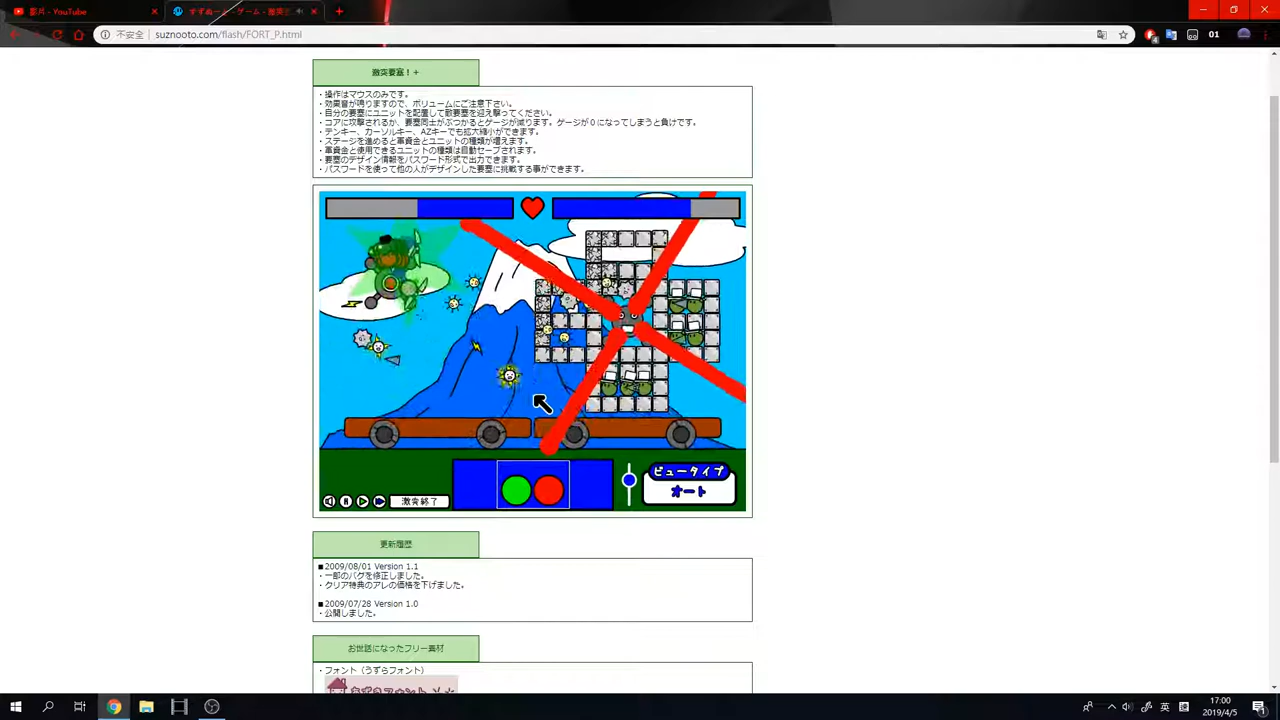 影片 - YouTube
すずぬーと - ゲーム - 激突要
不安全 suznooto.com/flash/FORT_P.html
4
01
激突要塞！＋
・操作はマウスのみです。
・効果音が鳴りますので、ボリュームにご注意下さい。
・自分の要塞にユニットを配置して敵要塞を迎え撃ってください。
・コアに攻撃されるか、要塞同士がぶつかるとゲージが減ります。ゲージが０になってしまうと負けです。
・テンキー、カーソルキー、AZキーでも拡大縮小ができます。
・ステージを進めると軍資金とユニットの種類が増えます。
・軍資金と使用できるユニットの種類は自動セーブされます。
・要塞のデザイン情報をパスワード形式で出力できます。
・パスワードを使って他の人がデザインした要塞に挑戦する事ができます。
ビュータイプ
オート
激突終了
更新履歴
■2009/08/01 Version 1.1
・一部のバグを修正しました。
・クリア特典のアレの価格を下げました。
■2009/07/28 Version 1.0
・公開しました。
お世話になったフリー素材
・フォント（うずらフォント）
17:00
英
2019/4/5
1